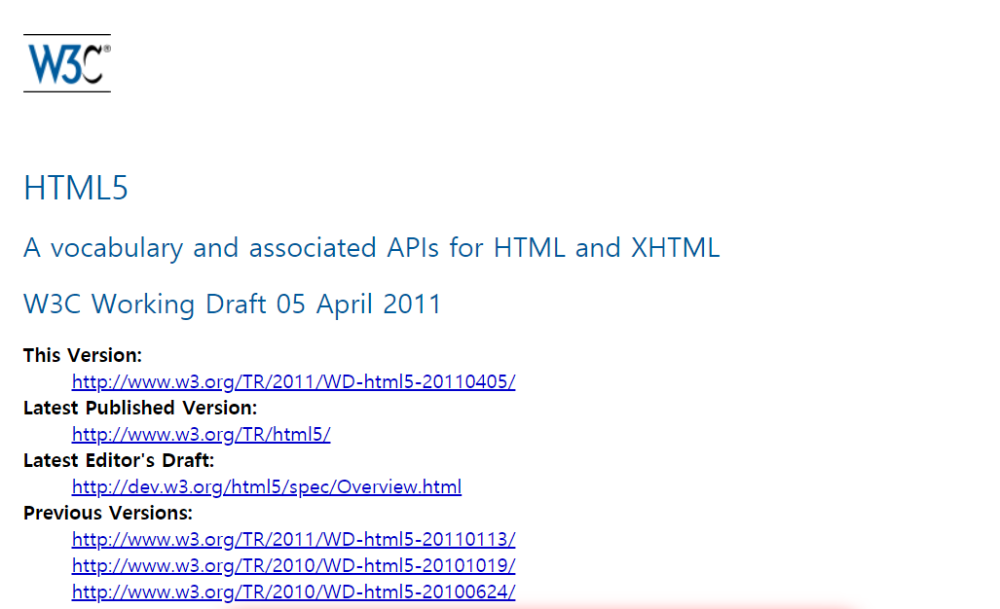 W3C®
HTML5
A vocabulary and associated APIs for HTML and XHTML
W3C Working Draft 05 April 2011
This Version:
http://www.w3.org/TR/2011/WD-html5-20110405/
Latest Published Version:
http://www.w3.org/TR/html5/
Latest Editor's Draft:
http://dev.w3.org/html5/spec/Overview.html
Previous Versions:
http://www.w3.org/TR/2011/WD-html5-20110113/
http://www.w3.org/TR/2010/WD-html5-20101019/
http://www.w3.org/TR/2010/WD-html5-20100624/